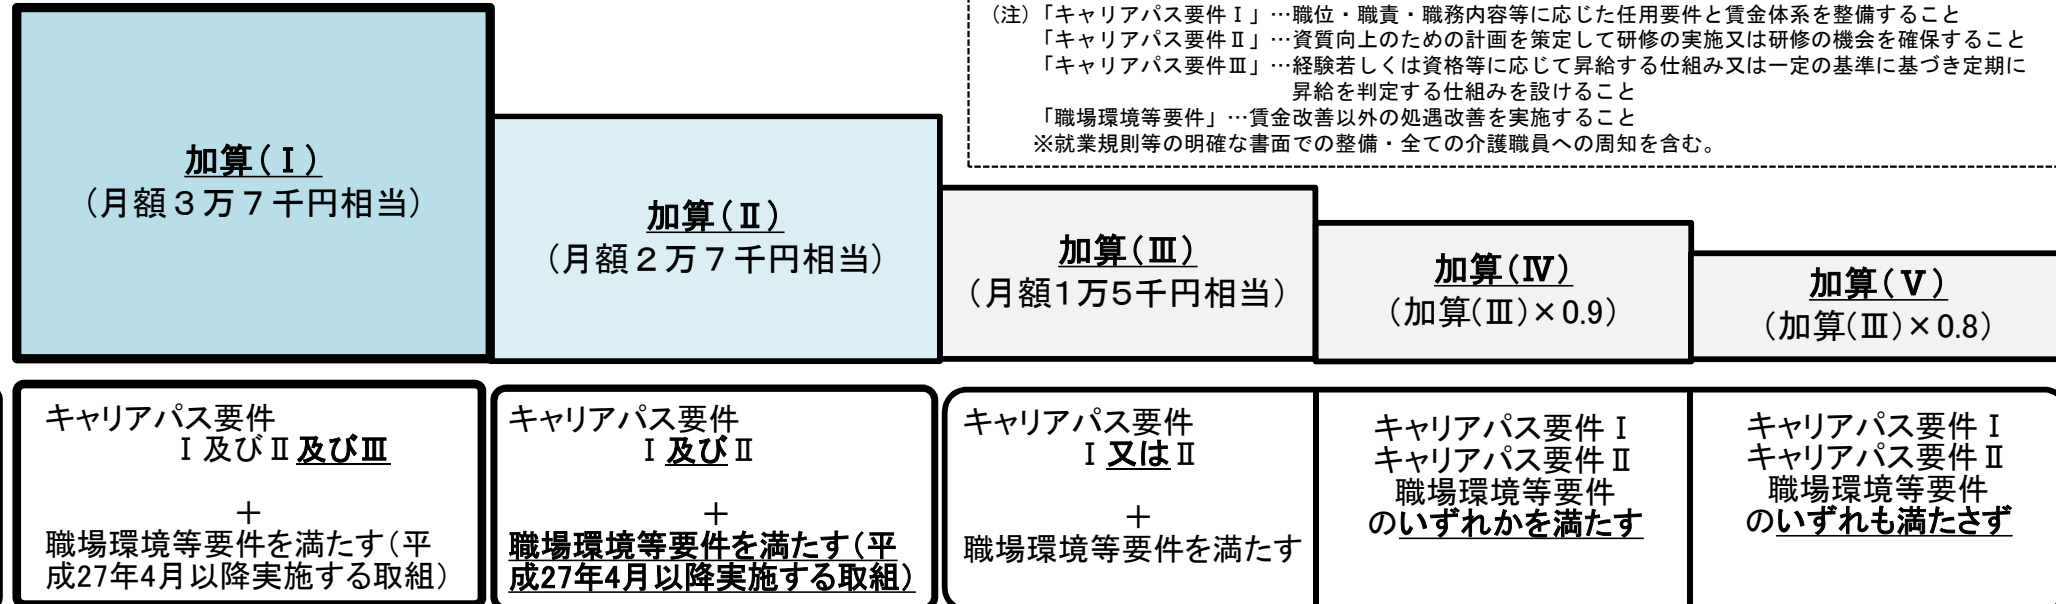 (注)「キャリアパス要件Ⅰ」…職位・職責・職務内容等に応じた任用要件と賃金体系を整備すること
「キャリアパス要件Ⅱ」…資質向上のための計画を策定して研修の実施又は研修の機会を確保すること
「キャリアパス要件Ⅲ」…経験若しくは資格等に応じて昇給する仕組み又は一定の基準に基づき定期に
昇給を判定する仕組みを設けること
「職場環境等要件」…賃金改善以外の処遇改善を実施すること
※就業規則等の明確な書面での整備・全ての介護職員への周知を含む。
加算(Ⅰ)
(月額3万7千円相当)
加算(Ⅱ)
(月額2万7千円相当)
加算(Ⅲ)
(月額1万5千円相当)
加算(Ⅳ)
(加算(Ⅲ)×0.9)
加算(Ⅴ)
(加算(Ⅲ)×0.8)
キャリアパス要件
Ⅰ及びⅡ及びⅢ
+
職場環境等要件を満たす(平
成27年4月以降実施する取組)
キャリアパス要件
Ⅰ及びⅡ
+
職場環境等要件を満たす(平
成27年4月以降実施する取組)
キャリアパス要件
Ⅰ又はⅡ
+
職場環境等要件を満たす
キャリアパス要件Ⅰ
キャリアパス要件Ⅱ
職場環境等要件
のいずれかを満たす
キャリアパス要件Ⅰ
キャリアパス要件Ⅱ
職場環境等要件
のいずれも満たさず